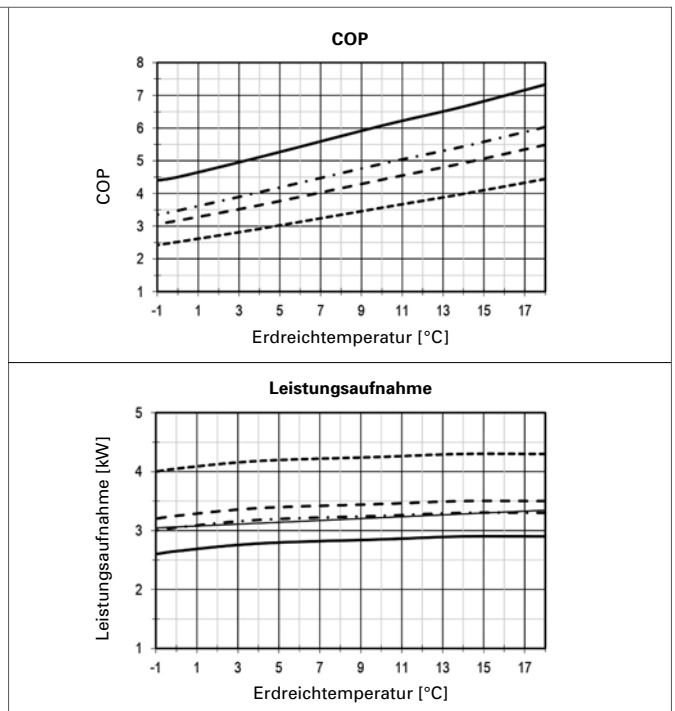 COP
8
7
6
5
4
3
2
1
COP
-1 1 3 5 7 9 11 13 15 17
Erdreichtemperatur [°C]
Leistungsaufnahme
5
4
3
2
1
Leistungsaufnahme [kW]
-1 1 3 5 7 9 11 13 15 17
Erdreichtemperatur [°C]